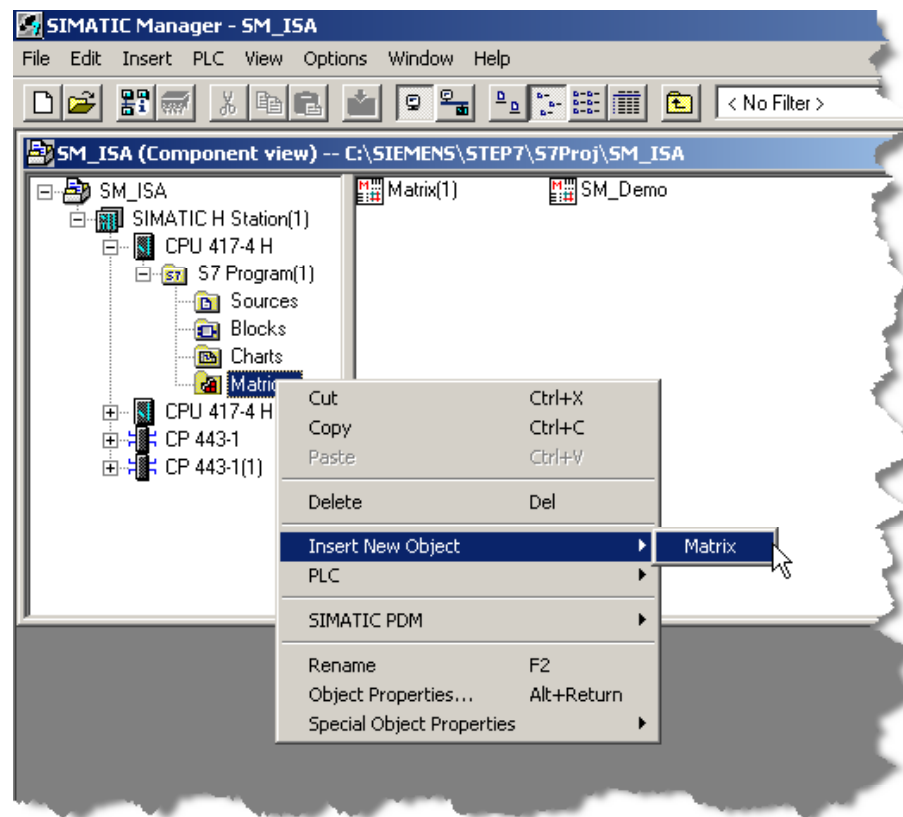 SIMATIC Manager - SM_ISA
File Edit Insert PLC View Options Window Help
< No Filter >
SM_ISA (Component view) -- C:\SIEMENS\STEP7\S7Proj\SM_ISA
SM_ISA
Matrix(1)
SM_Demo
SIMATIC H Station(1)
CPU 417-4 H
S7 Program(1)
Sources
Blocks
Charts
CPU 417-4 H
CP 443-1
CP 443-1(1)
Cut Ctrl+X
Copy Ctrl+C
Paste Ctrl+V
Delete Del
Insert New Object
Matrix
PLC
SIMATIC PDM
Rename F2
Object Properties... Alt+Return
Special Object Properties